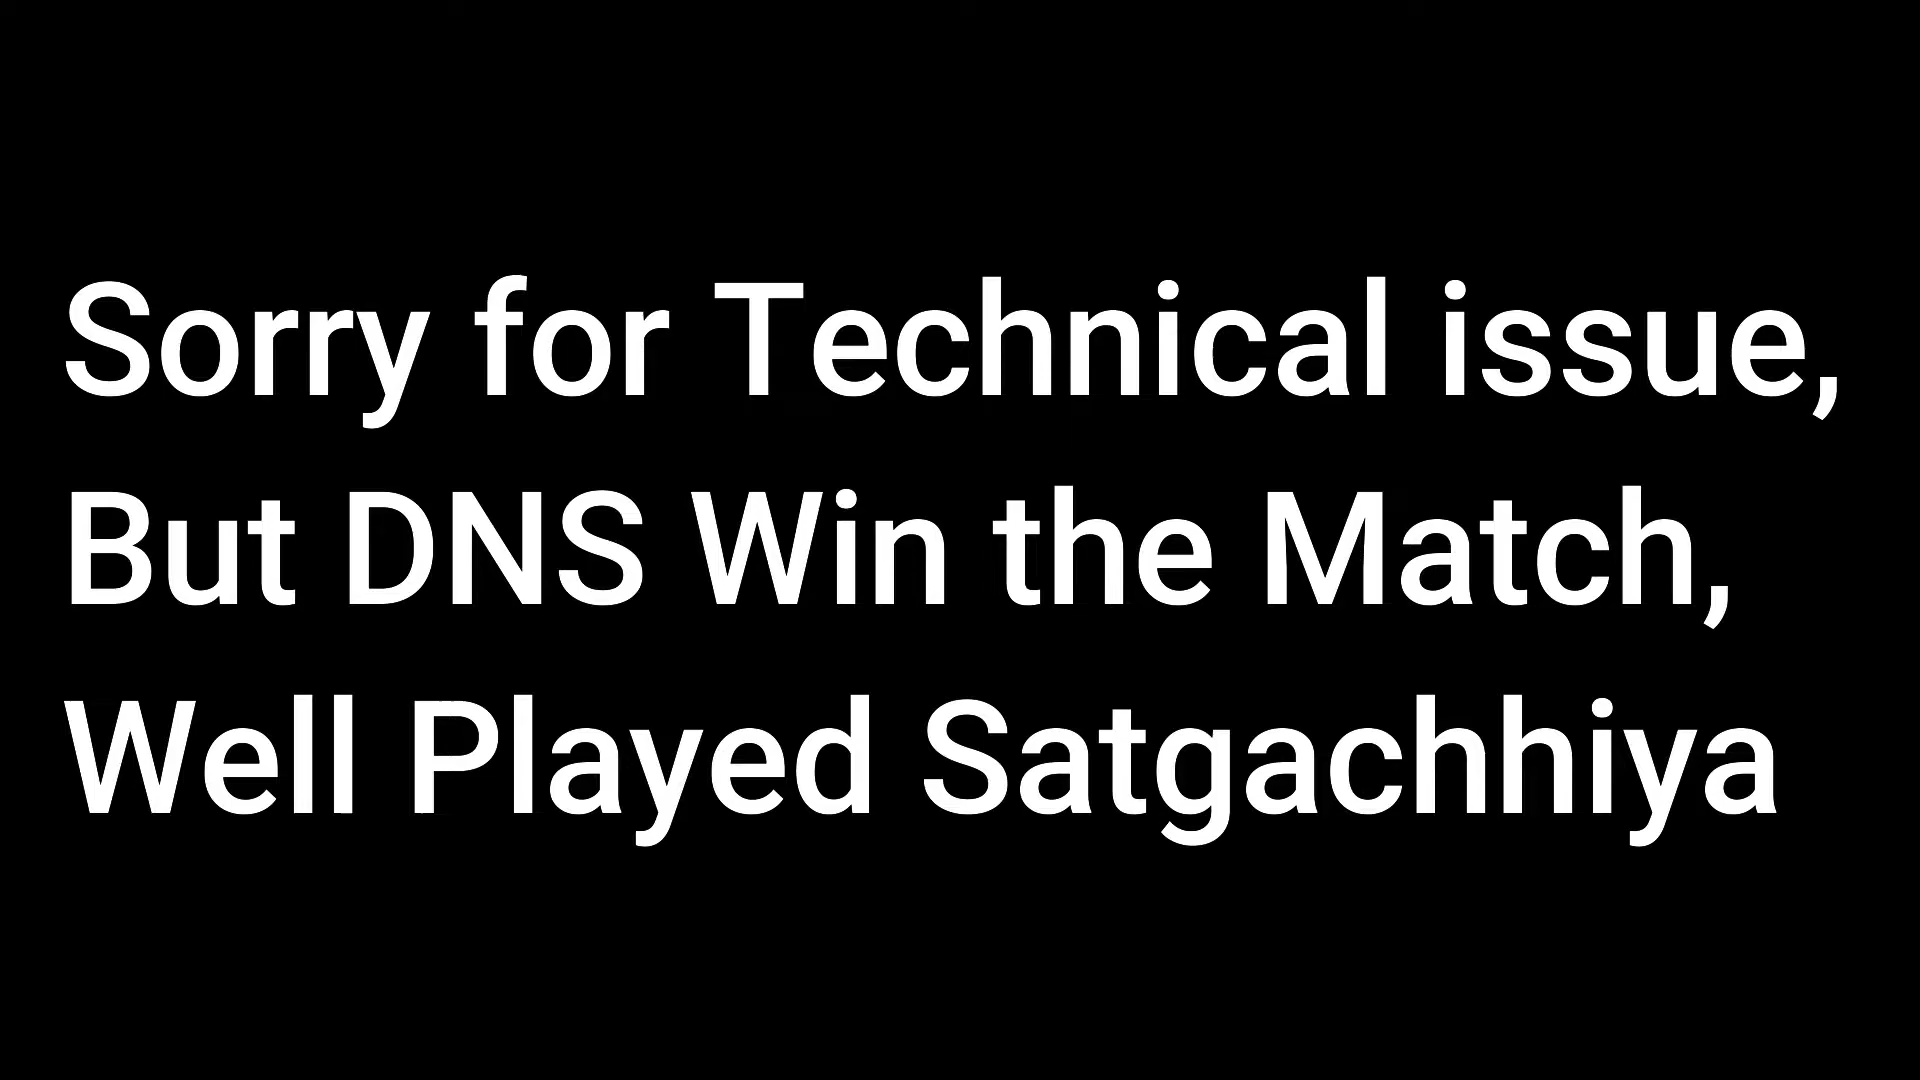 Sorry for Technical issue,
But DNS Win the Match,
Well Played Satgachhiya